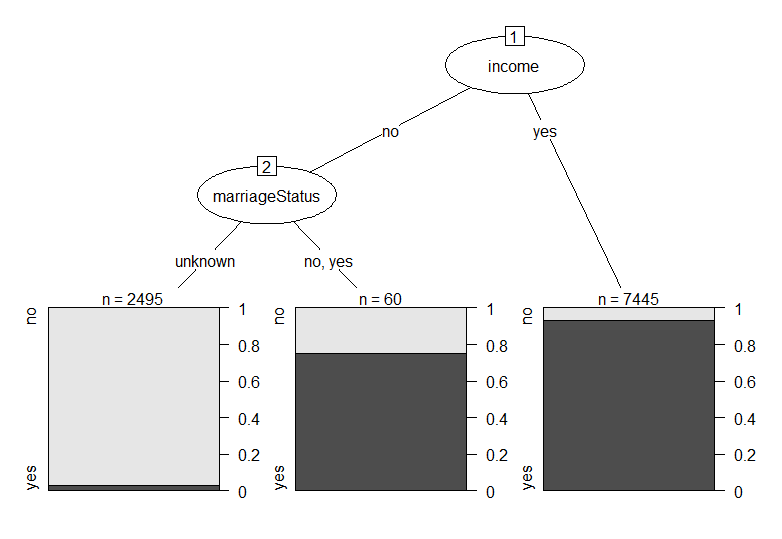 1
income
no
yes
2
marriageStatus
unknown
no, yes
n = 2495
no
yes
1
0.8
0.6
0.4
0.2
0
n = 60
no
yes
1
0.8
0.6
0.4
0.2
0
n = 7445
no
yes
1
0.8
0.6
0.4
0.2
0